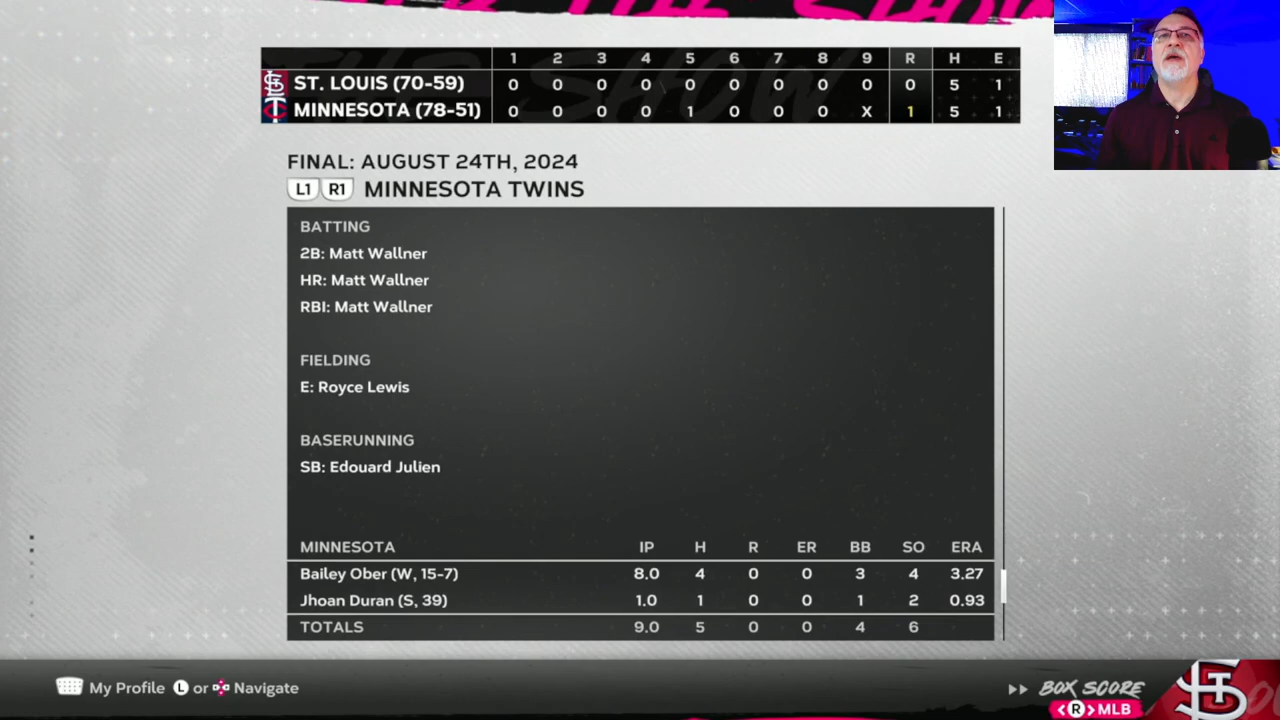 THE SHOW
1 2 3 4 5 6 7 8 9 R H E
ST. LOUIS (70-59) 0 0 0 0 0 0 0 0 0 0 5 1
MINNESOTA (78-51) 0 0 0 0 1 0 0 0 X 1 5 1
FINAL: AUGUST 24TH, 2024
L1 R1 MINNESOTA TWINS
BATTING
2B: Matt Wallner
HR: Matt Wallner
RBI: Matt Wallner
FIELDING
E: Royce Lewis
BASERUNNING
SB: Edouard Julien
MINNESOTA IP H R ER BB SO ERA
Bailey Ober (W, 15-7) 8.0 4 0 0 3 4 3.27
Jhoan Duran (S, 39) 1.0 1 0 0 1 2 0.93
TOTALS 9.0 5 0 0 4 6
My Profile L or Navigate
BOX SCORE
R MLB